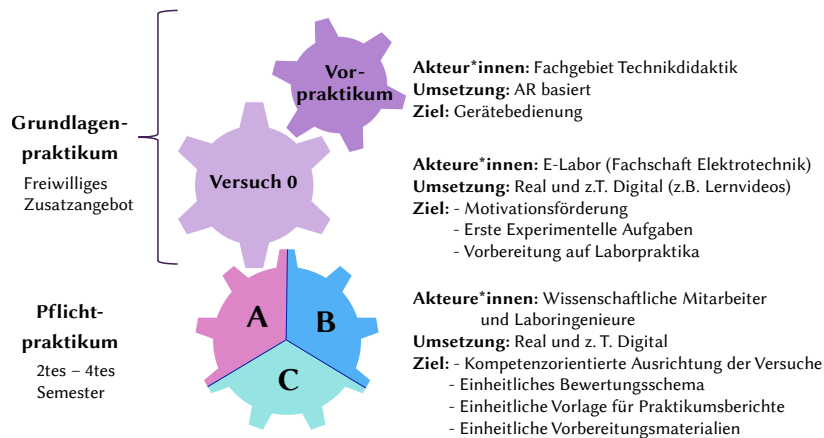 Vor-
praktikum
Akteur*innen: Fachgebiet Technikdidaktik
Umsetzung: AR basiert
Ziel: Gerätebedienung
Grundlagen-
praktikum
Freiwilliges
Zusatzangebot
Versuch 0
Akteure*innen: E-Labor (Fachschaft Elektrotechnik)
Umsetzung: Real und z.T. Digital (z.B. Lernvideos)
Ziel: - Motivationsförderung
- Erste Experimentelle Aufgaben
- Vorbereitung auf Laborpraktika
Pflicht-
praktikum
2tes – 4tes
Semester
A
B
C
Akteure*innen: Wissenschaftliche Mitarbeiter
und Laboringenieure
Umsetzung: Real und z. T. Digital
Ziel: - Kompetenzorientierte Ausrichtung der Versuche
- Einheitliches Bewertungsschema
- Einheitliche Vorlage für Praktikumsberichte
- Einheitliche Vorbereitungsmaterialien